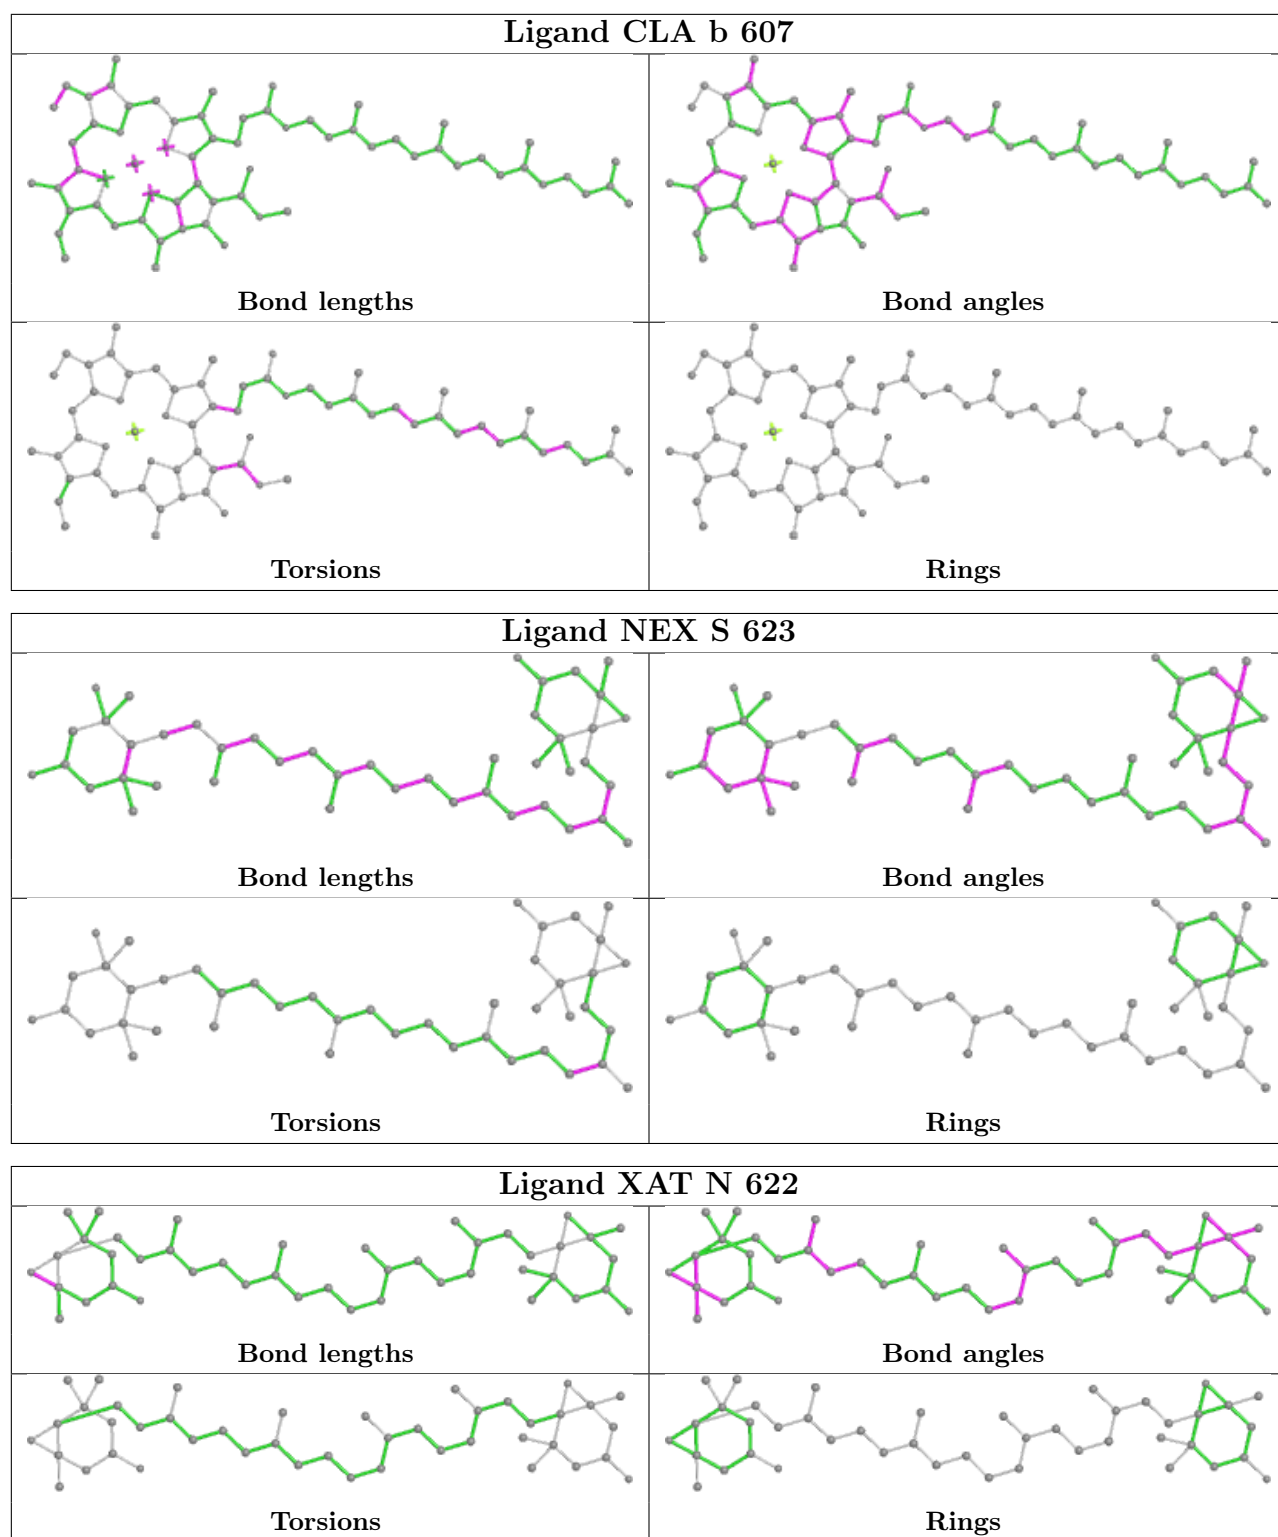 Ligand CLA b 607
Bond lengths
Bond angles
Torsions
Rings
Ligand NEX S 623
Bond lengths
Bond angles
Torsions
Rings
Ligand XAT N 622
Bond lengths
Bond angles
Torsions
Rings